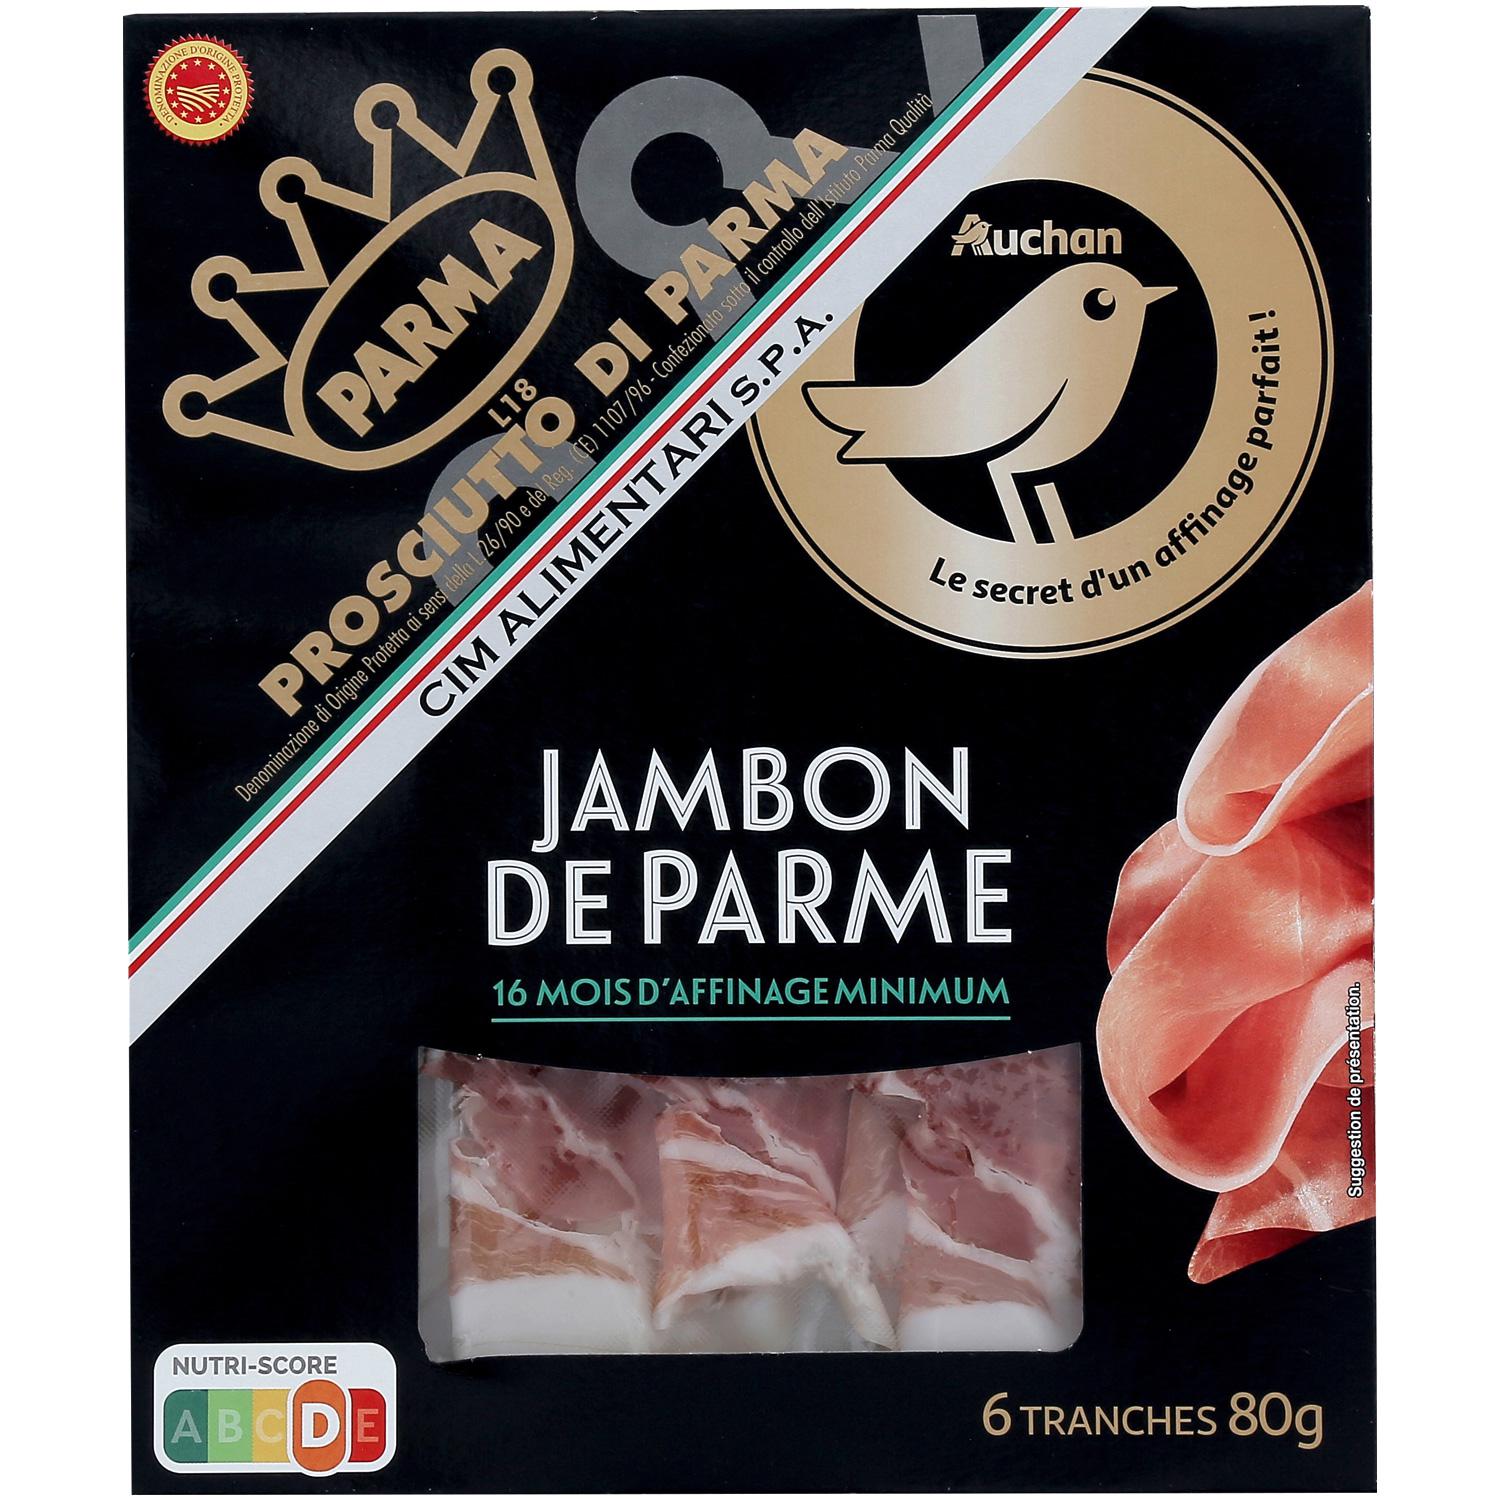 DENOMINAZIONE D'ORIGINE PROTETTA
PARMA
L18
PROSCIUTTO DI PARMA
Denominazione di Origine Protetta ai sensi della L.26/90 e del Reg. (CE) 1107/96 - Confezionato sotto il controllo dell'Istituto Parma Qualità
CIM ALIMENTARI S.P.A.
Auchan
Le secret d'un affinage parfait !
JAMBON
DE PARME
16 MOIS D'AFFINAGE MINIMUM
Suggestion de présentation.
NUTRI-SCORE
A B C D E
6 TRANCHES 80g